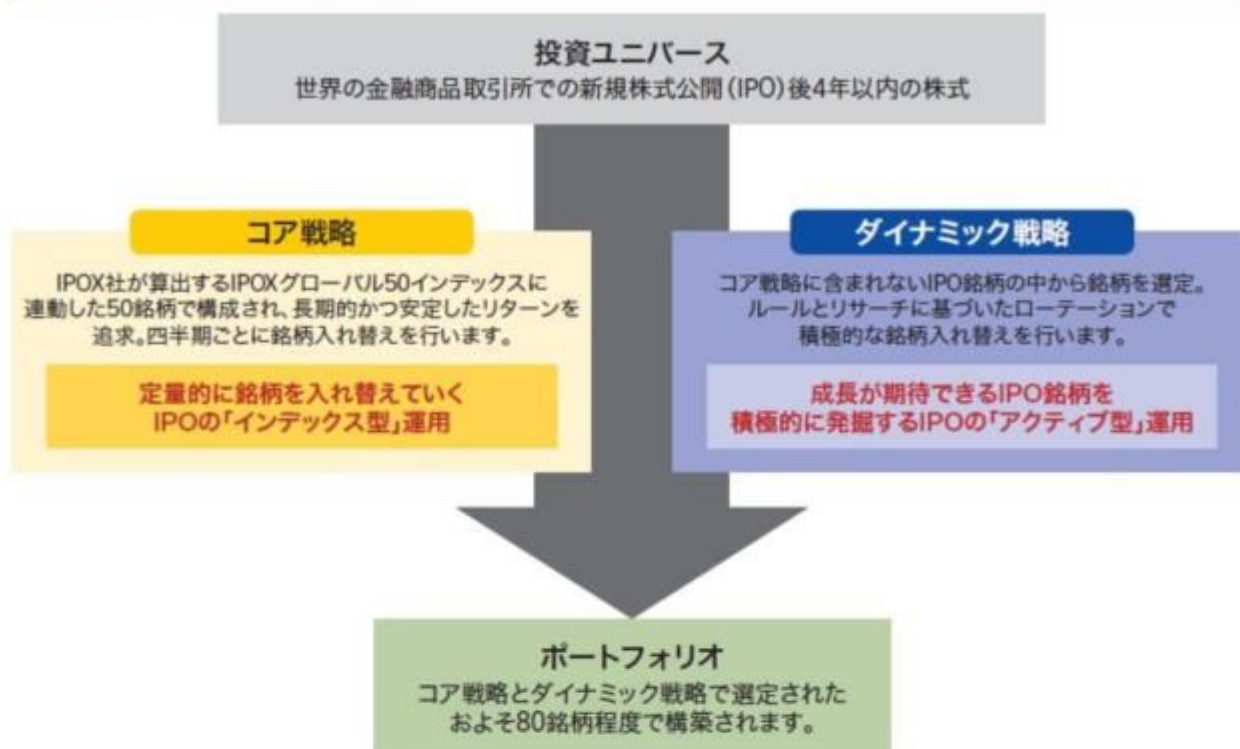 投資ユニバース
世界の金融商品取引所での新規株式公開(IPO)後4年以内の株式
コア戦略
IPOX社が算出するIPOXグローバル50インデックスに
連動した50銘柄で構成され、長期的かつ安定したリターンを
追求。四半期ごとに銘柄入れ替えを行います。
定量的に銘柄を入れ替えていく
IPOの「インデックス型」運用
ダイナミック戦略
コア戦略に含まれないIPO銘柄の中から銘柄を選定。
ルールとリサーチに基づいたローテーションで
積極的な銘柄入れ替えを行います。
成長が期待できるIPO銘柄を
積極的に発掘するIPOの「アクティブ型」運用
ポートフォリオ
コア戦略とダイナミック戦略で選定された
およそ80銘柄程度で構築されます。